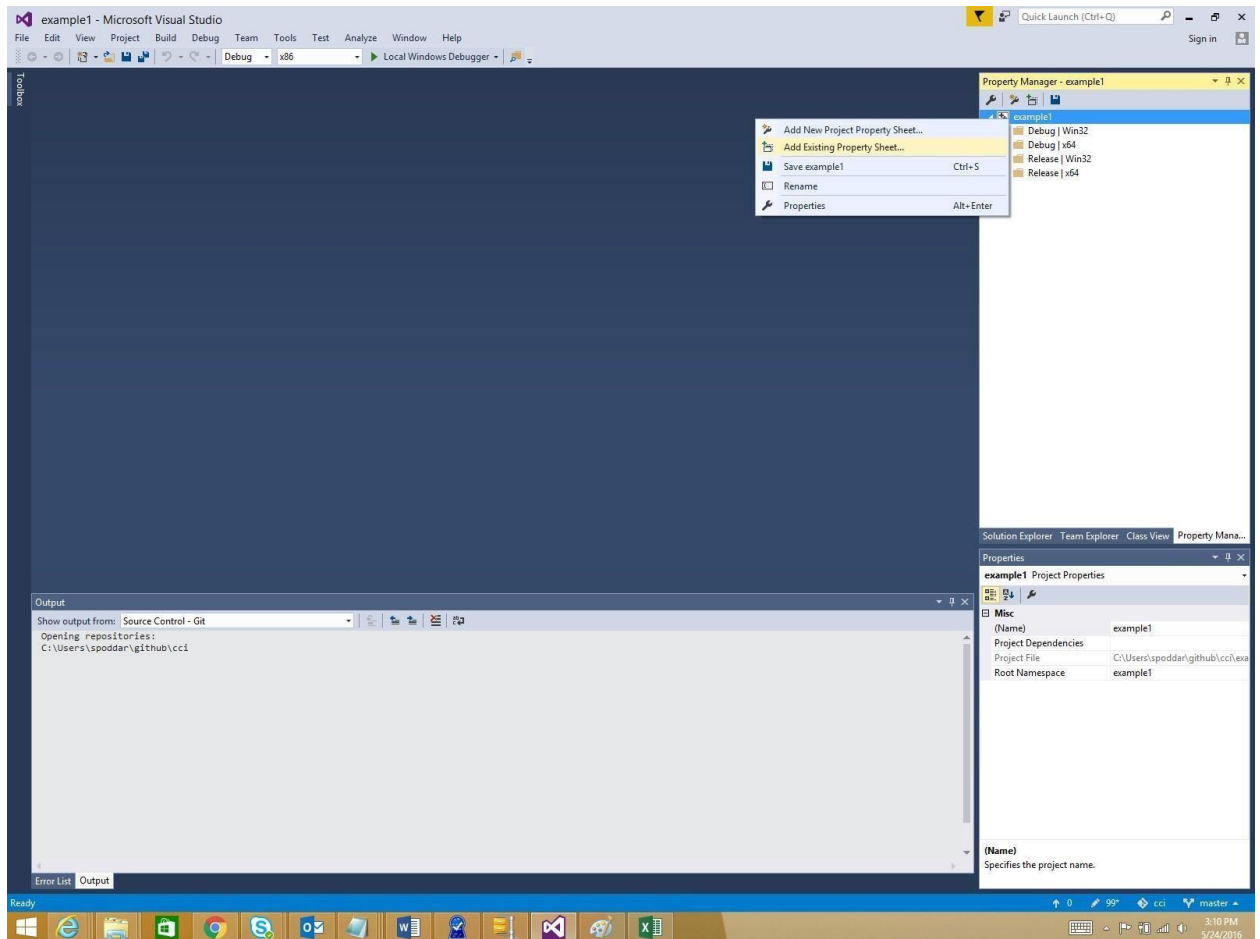 example1 - Microsoft Visual Studio
Quick Launch (Ctrl+Q)
File Edit View Project Build Debug Team Tools Test Analyze Window Help
Sign in
Debug x86 Local Windows Debugger
Toolbox
Property Manager - example1
example1
Debug | Win32
Debug | x64
Release | Win32
Release | x64
Add New Project Property Sheet...
Add Existing Property Sheet...
Save example1 Ctrl+S
Rename
Properties Alt+Enter
Solution Explorer Team Explorer Class View Property Mana...
Properties
example1 Project Properties
Misc
(Name) example1
Project Dependencies
Project File C:\Users\spoddar\github\cci\exa
Root Namespace example1
(Name)
Specifies the project name.
Output
Show output from: Source Control - Git
Opening repositories:
C:\Users\spoddar\github\cci
Error List Output
Ready
0 99* cci master
3:10 PM
5/24/2016